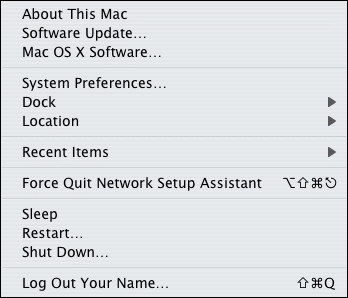 About This Mac
Software Update...
Mac OS X Software...
System Preferences...
Dock ▶
Location ▶
Recent Items ▶
Force Quit Network Setup Assistant ⌥⇧⌘⎋
Sleep
Restart...
Shut Down...
Log Out Your Name... ⇧⌘Q